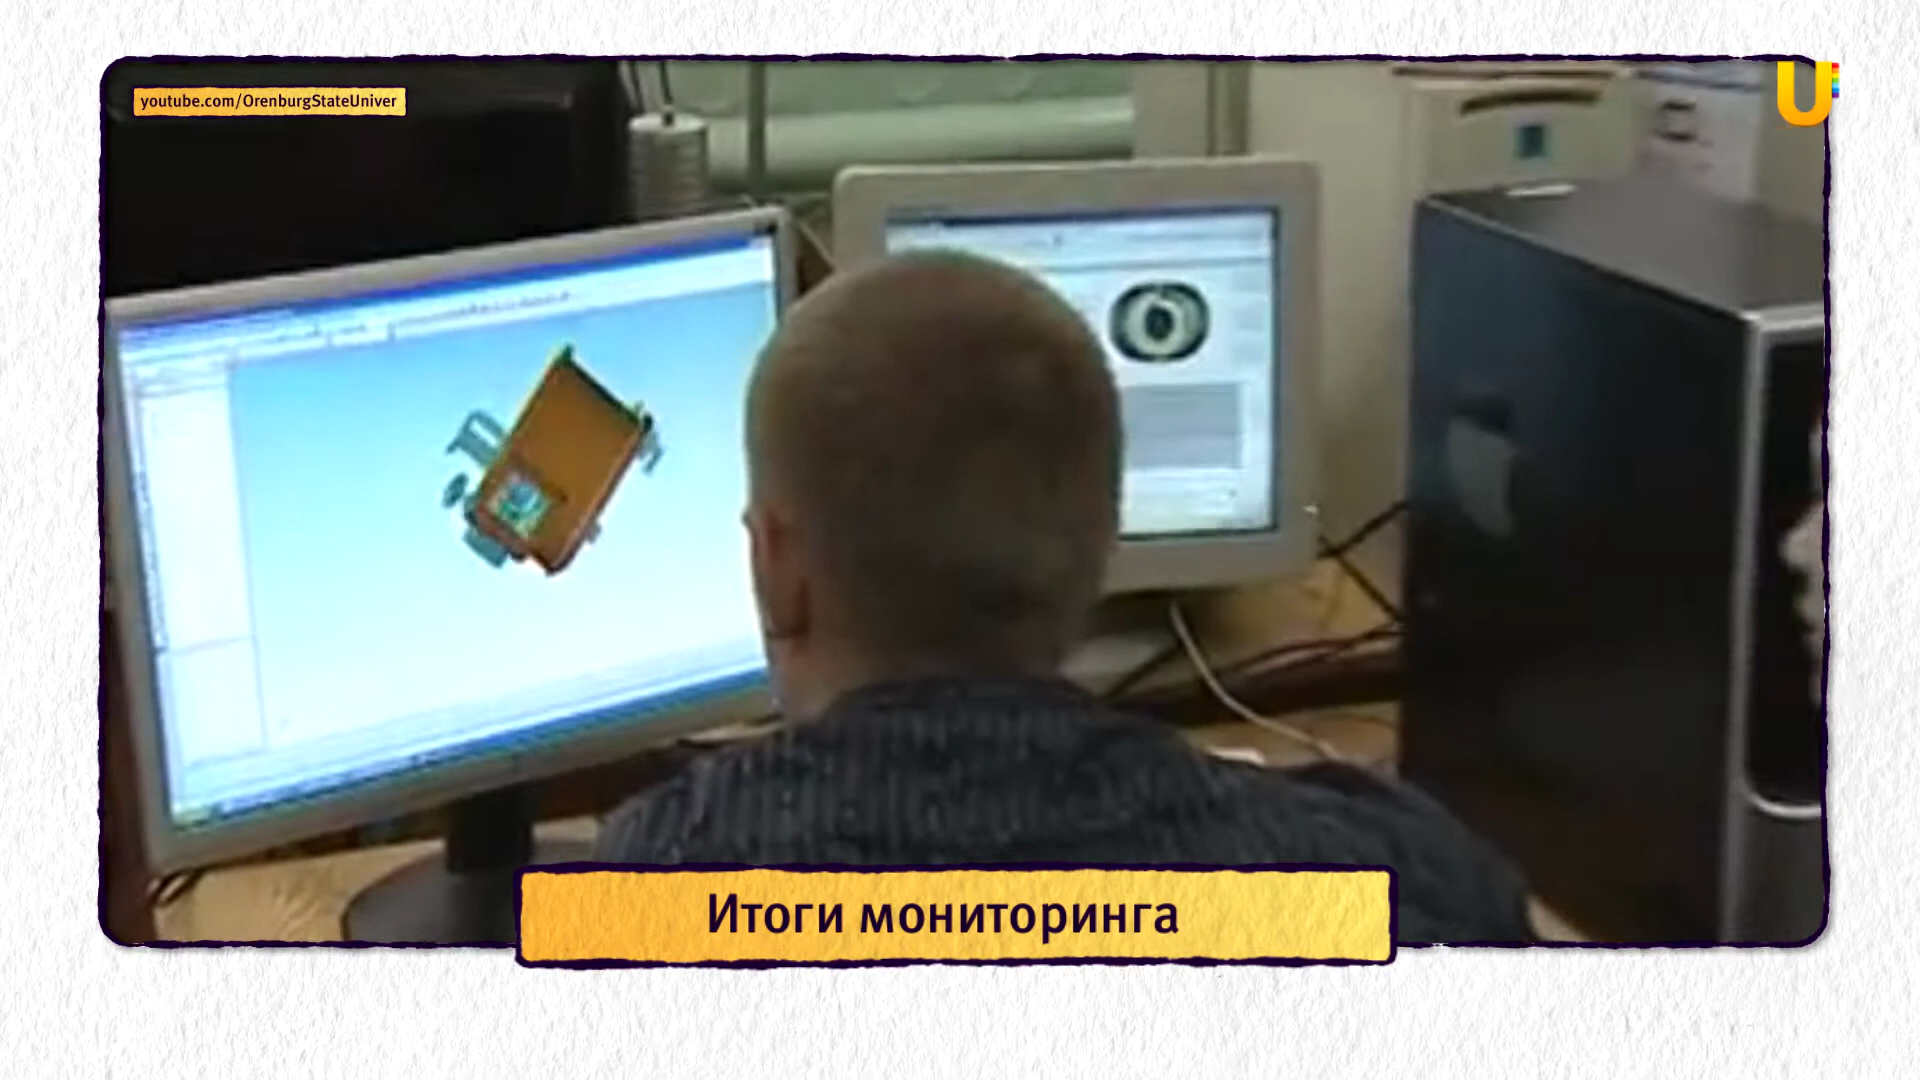 youtube.com/OrenburgStateUniver
U
Итоги мониторинга